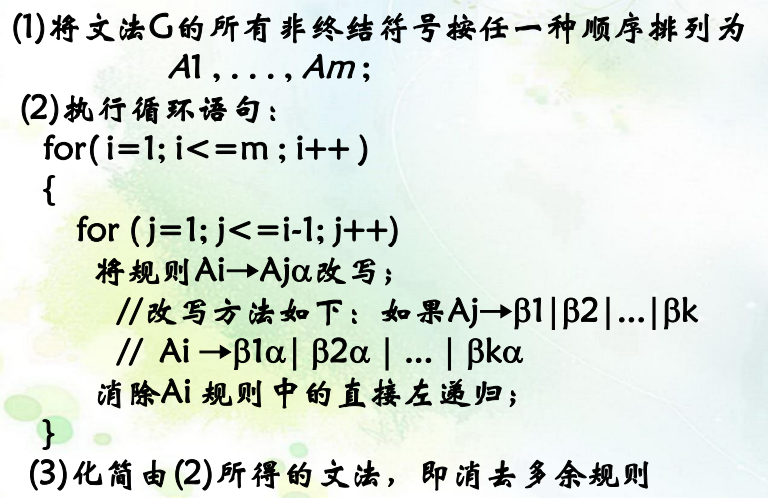 (1)将文法G的所有非终结符号按任一种顺序排列为
A1 , . . . , Am ;
(2)执行循环语句：
for( i=1; i<=m ; i++ )
{
for ( j=1; j<=i-1; j++)
将规则Ai→Ajα改写；
//改写方法如下：如果Aj→β1|β2|...|βk
// Ai →β1α| β2α | ... | βkα
消除Ai 规则中的直接左递归；
}
(3)化简由(2)所得的文法，即消去多余规则